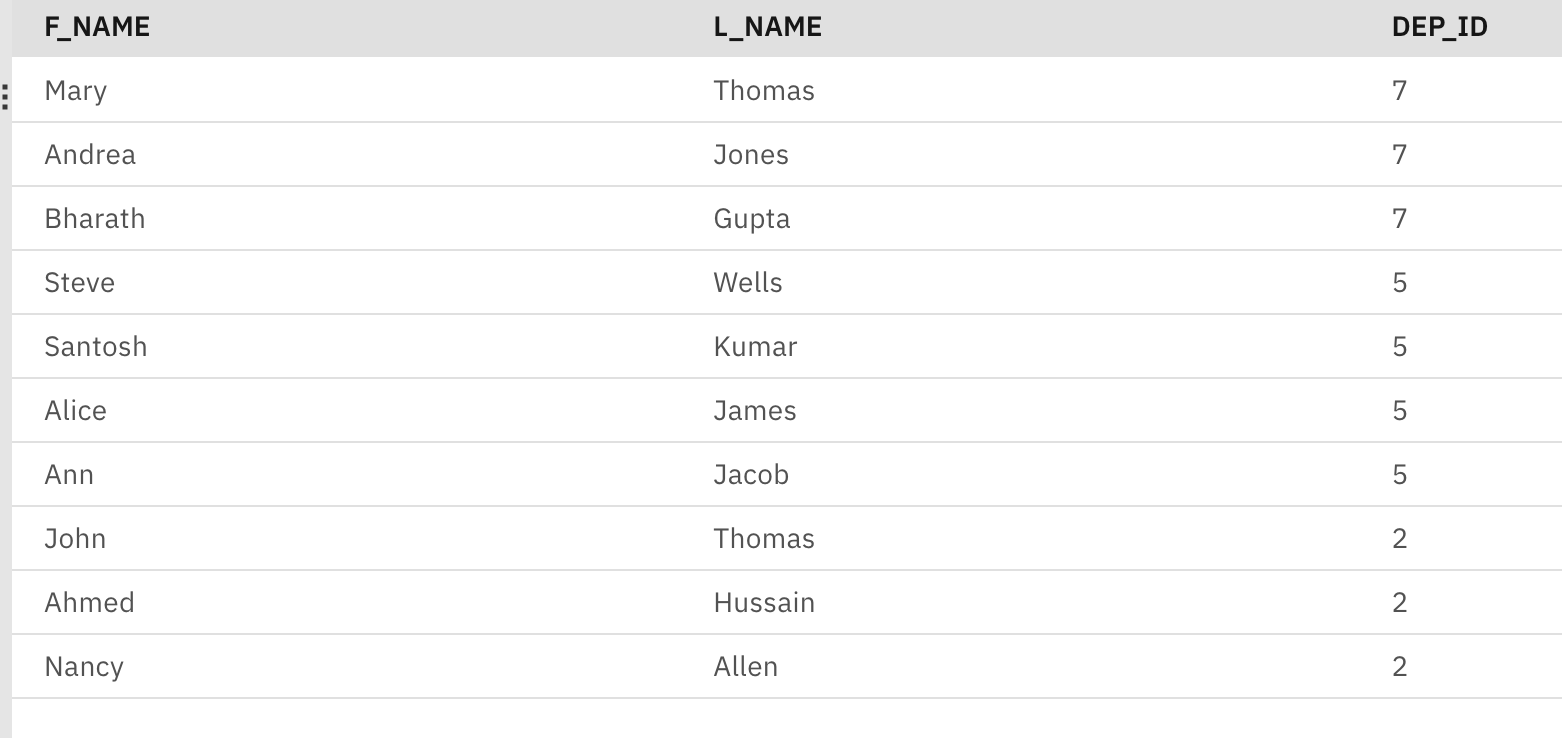 F_NAME L_NAME DEP_ID
Mary Thomas 7
Andrea Jones 7
Bharath Gupta 7
Steve Wells 5
Santosh Kumar 5
Alice James 5
Ann Jacob 5
John Thomas 2
Ahmed Hussain 2
Nancy Allen 2